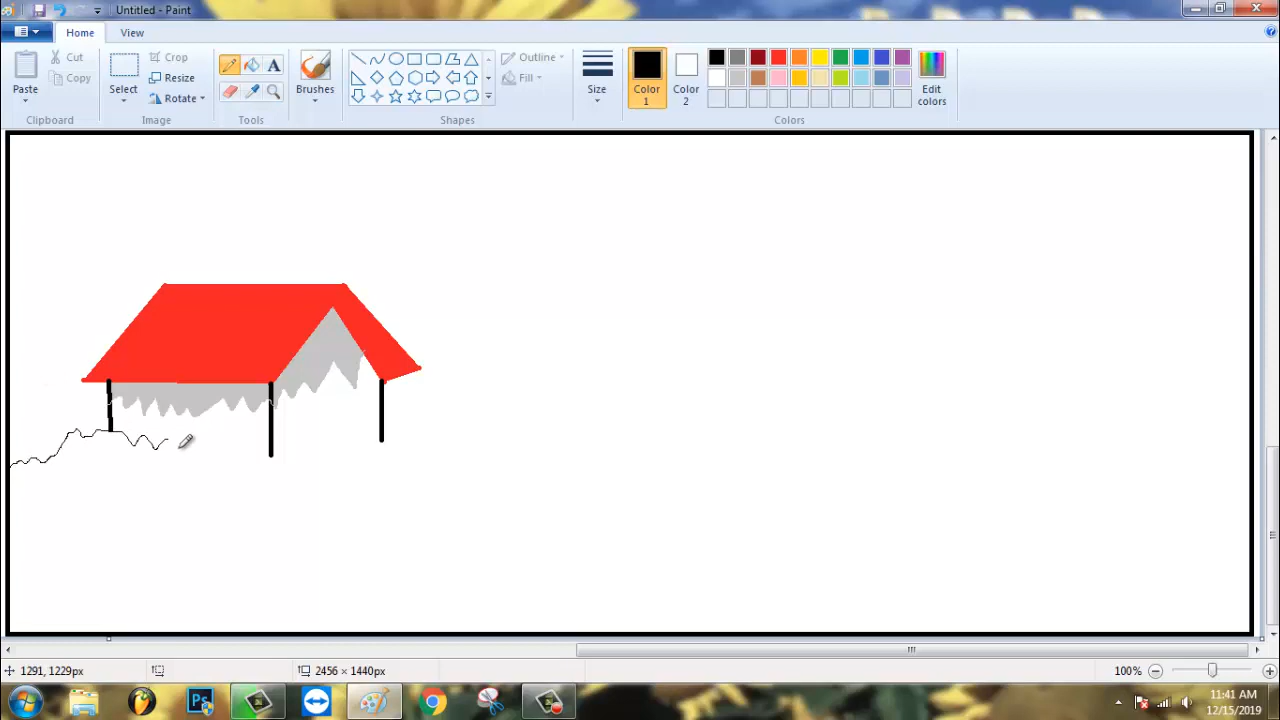 Untitled - Paint
Home View
Paste
Cut
Copy
Clipboard
Select
Crop
Resize
Rotate
Image
A
Tools
Brushes
Shapes
Outline
Fill
Size
Color 1
Color 2
Edit colors
Colors
1291, 1229px
2456 × 1440px
100%
Ps
11:41 AM
12/15/2019